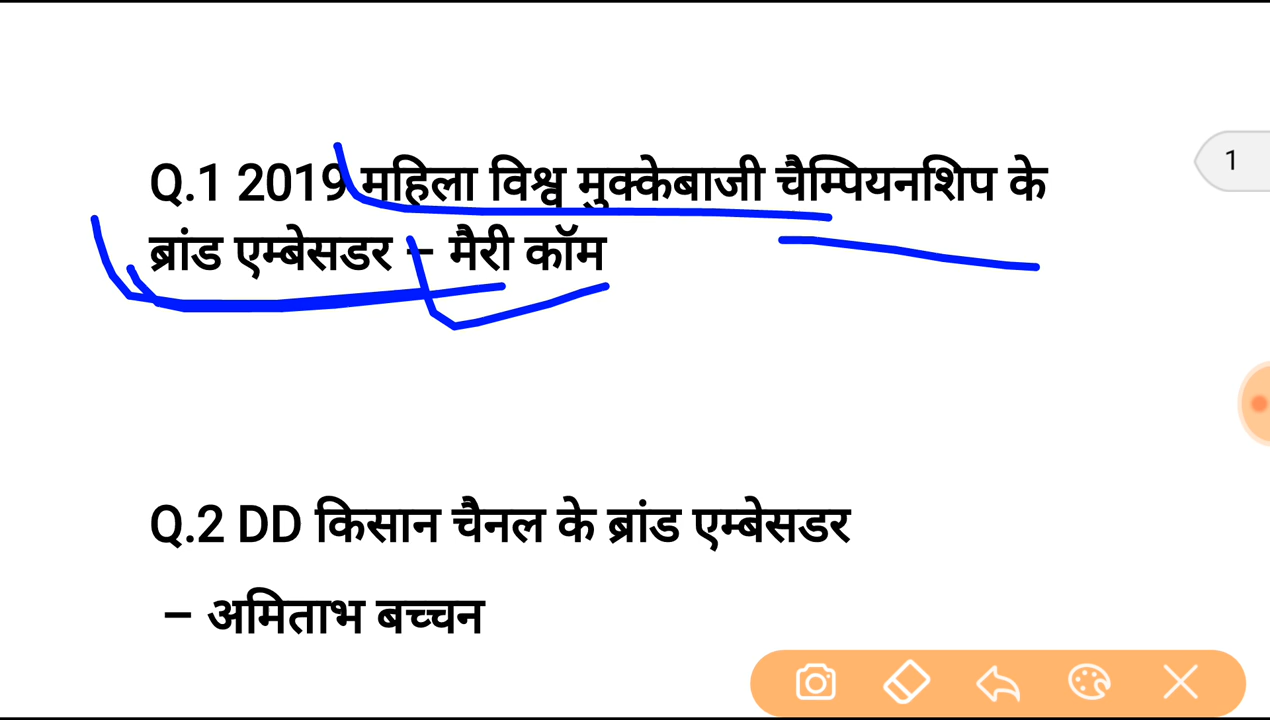 Q.1 2019 महिला विश्व मुक्केबाजी चैम्पियनशिप के
ब्रांड एम्बेसडर – मैरी कॉम
1
Q.2 DD किसान चैनल के ब्रांड एम्बेसडर
– अमिताभ बच्चन